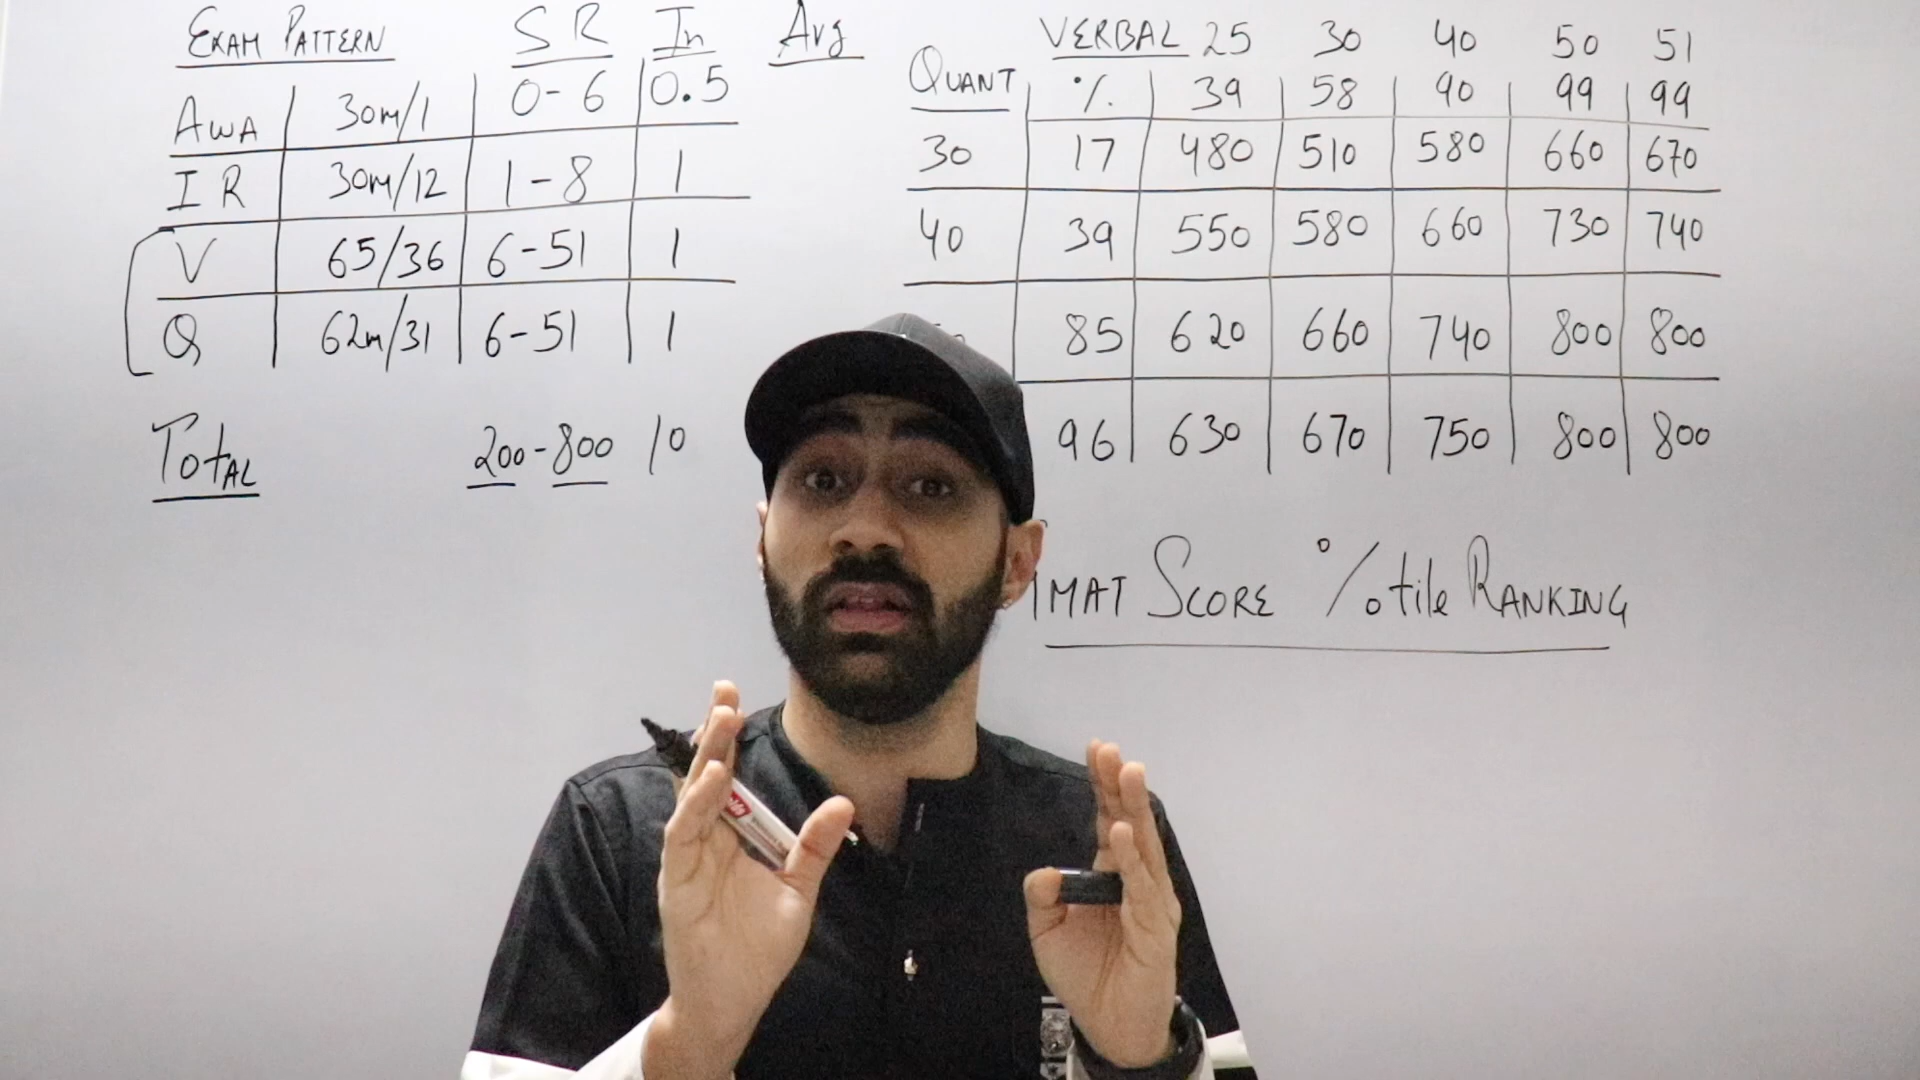 EXAM PATTERN SR In Avg
AWA 30m/1 0-6 0.5
IR 30m/12 1-8 1
V 65/36 6-51 1
Q 62m/31 6-51 1
TOTAL 200-800 10
VERBAL 25 30 40 50 51
QUANT % 39 58 90 99 99
30 17 480 510 580 660 670
40 39 550 580 660 730 740
85 620 660 740 800 800
96 630 670 750 800 800
MAT SCORE %tile RANKING